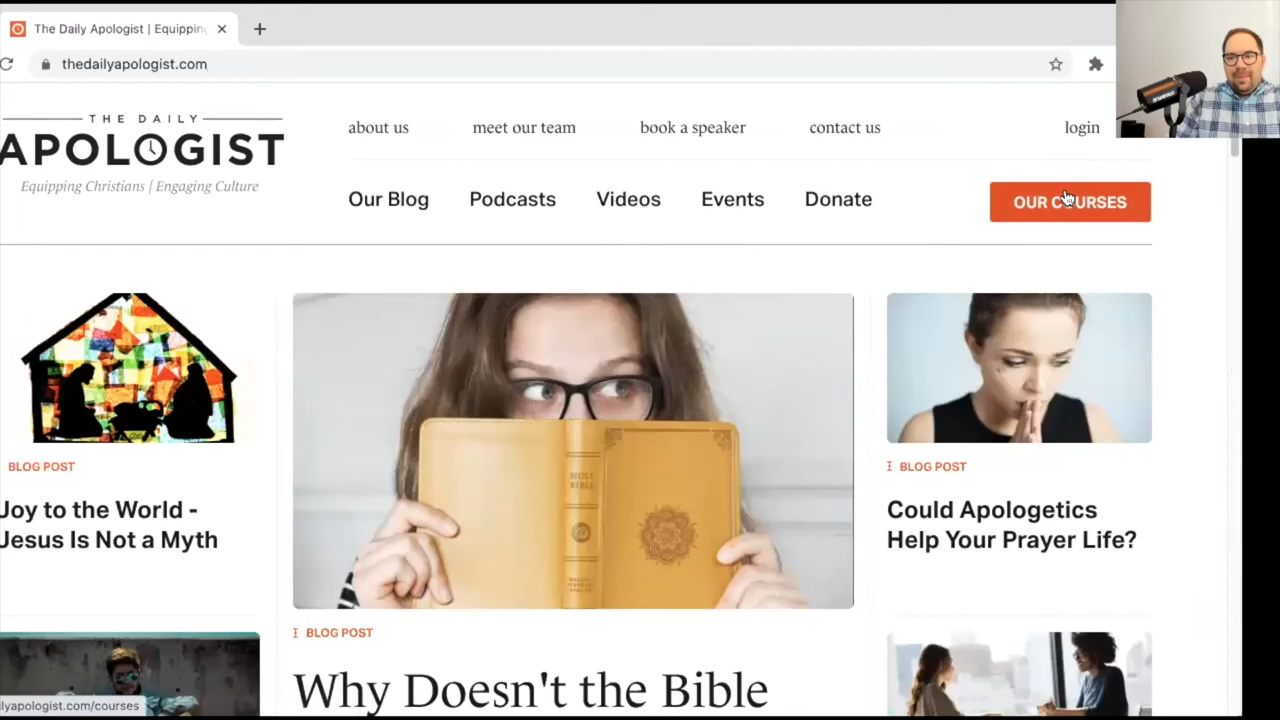 The Daily Apologist | Equipping
thedailyapologist.com
THE DAILY
APOLOGIST
Equipping Christians | Engaging Culture
about us
meet our team
book a speaker
contact us
login
Our Blog
Podcasts
Videos
Events
Donate
OUR COURSES
BLOG POST
Joy to the World -
Jesus Is Not a Myth
HOLY
BIBLE
BLOG POST
Why Doesn't the Bible
BLOG POST
Could Apologetics
Help Your Prayer Life?
ilyapologist.com/courses